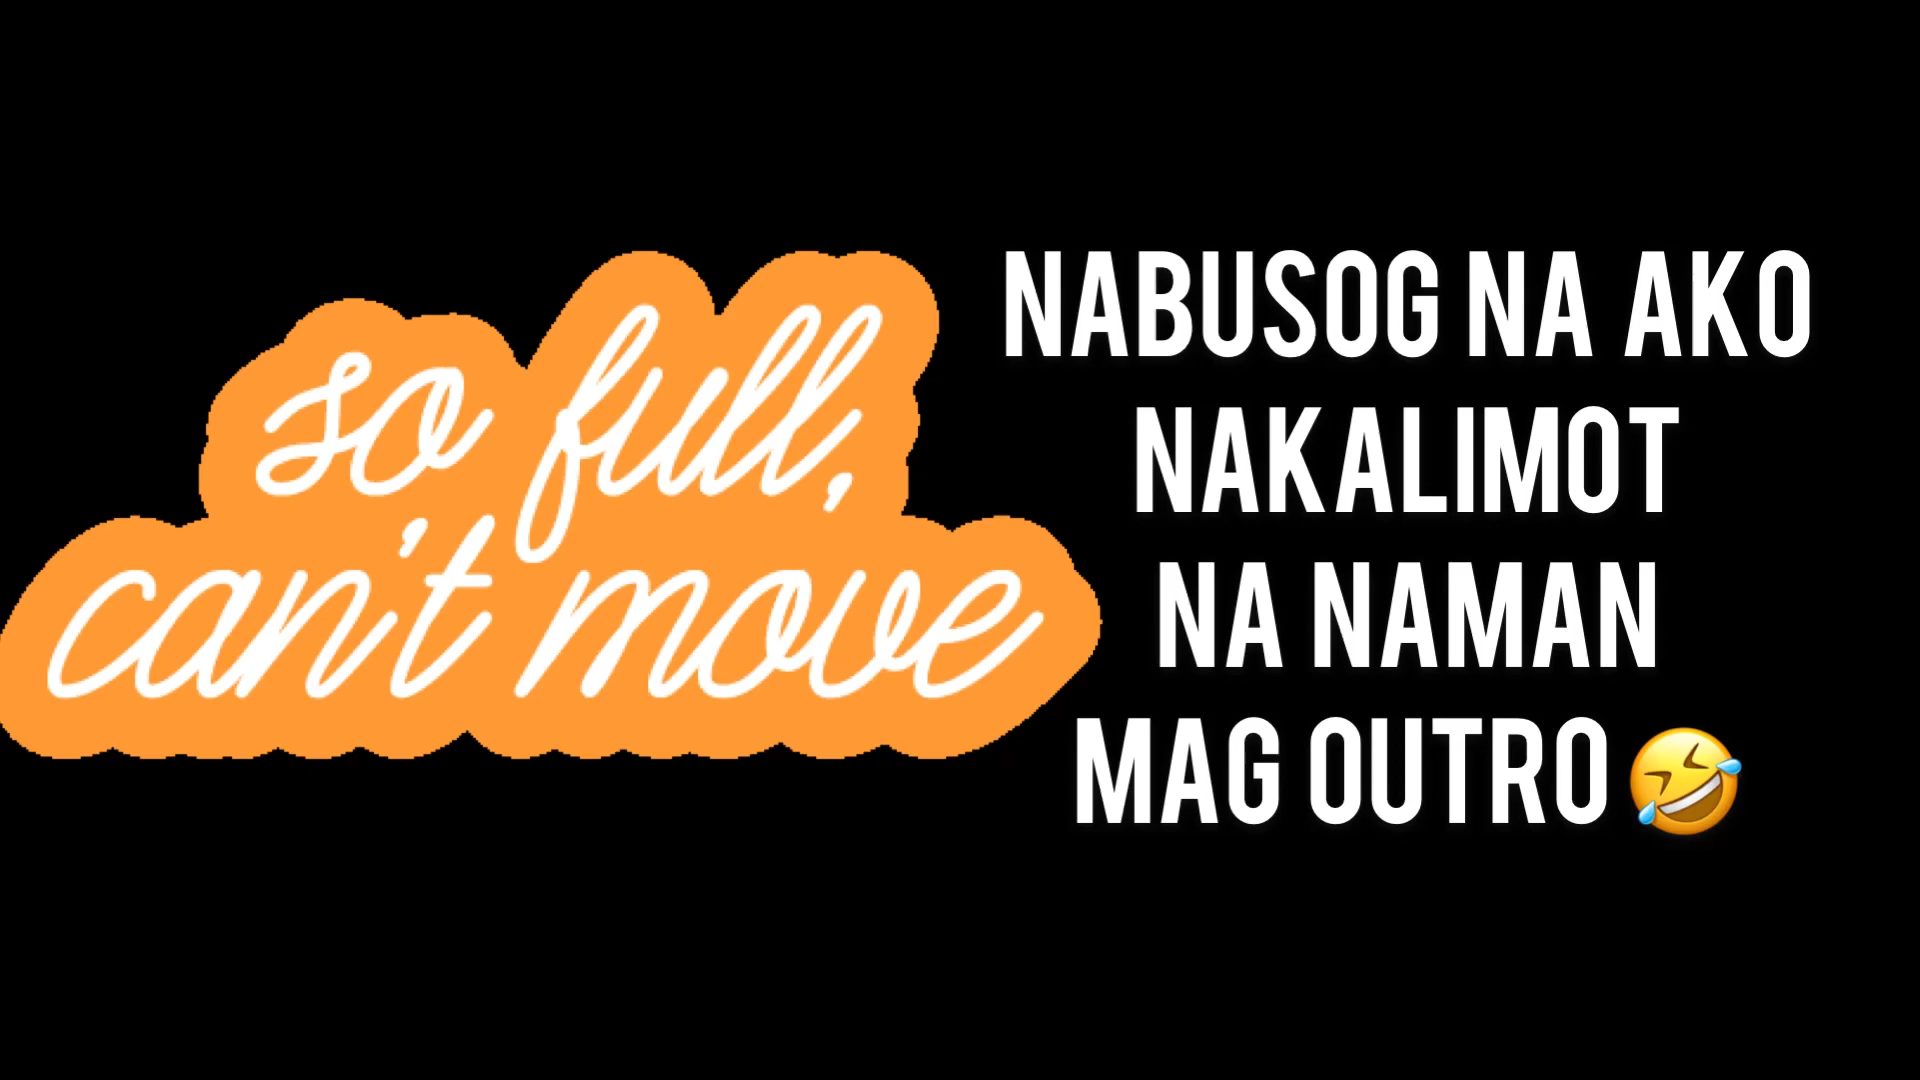 so full,
can't move
NABUSOG NA AKO
NAKALIMOT
NA NAMAN
MAG OUTRO 🤣